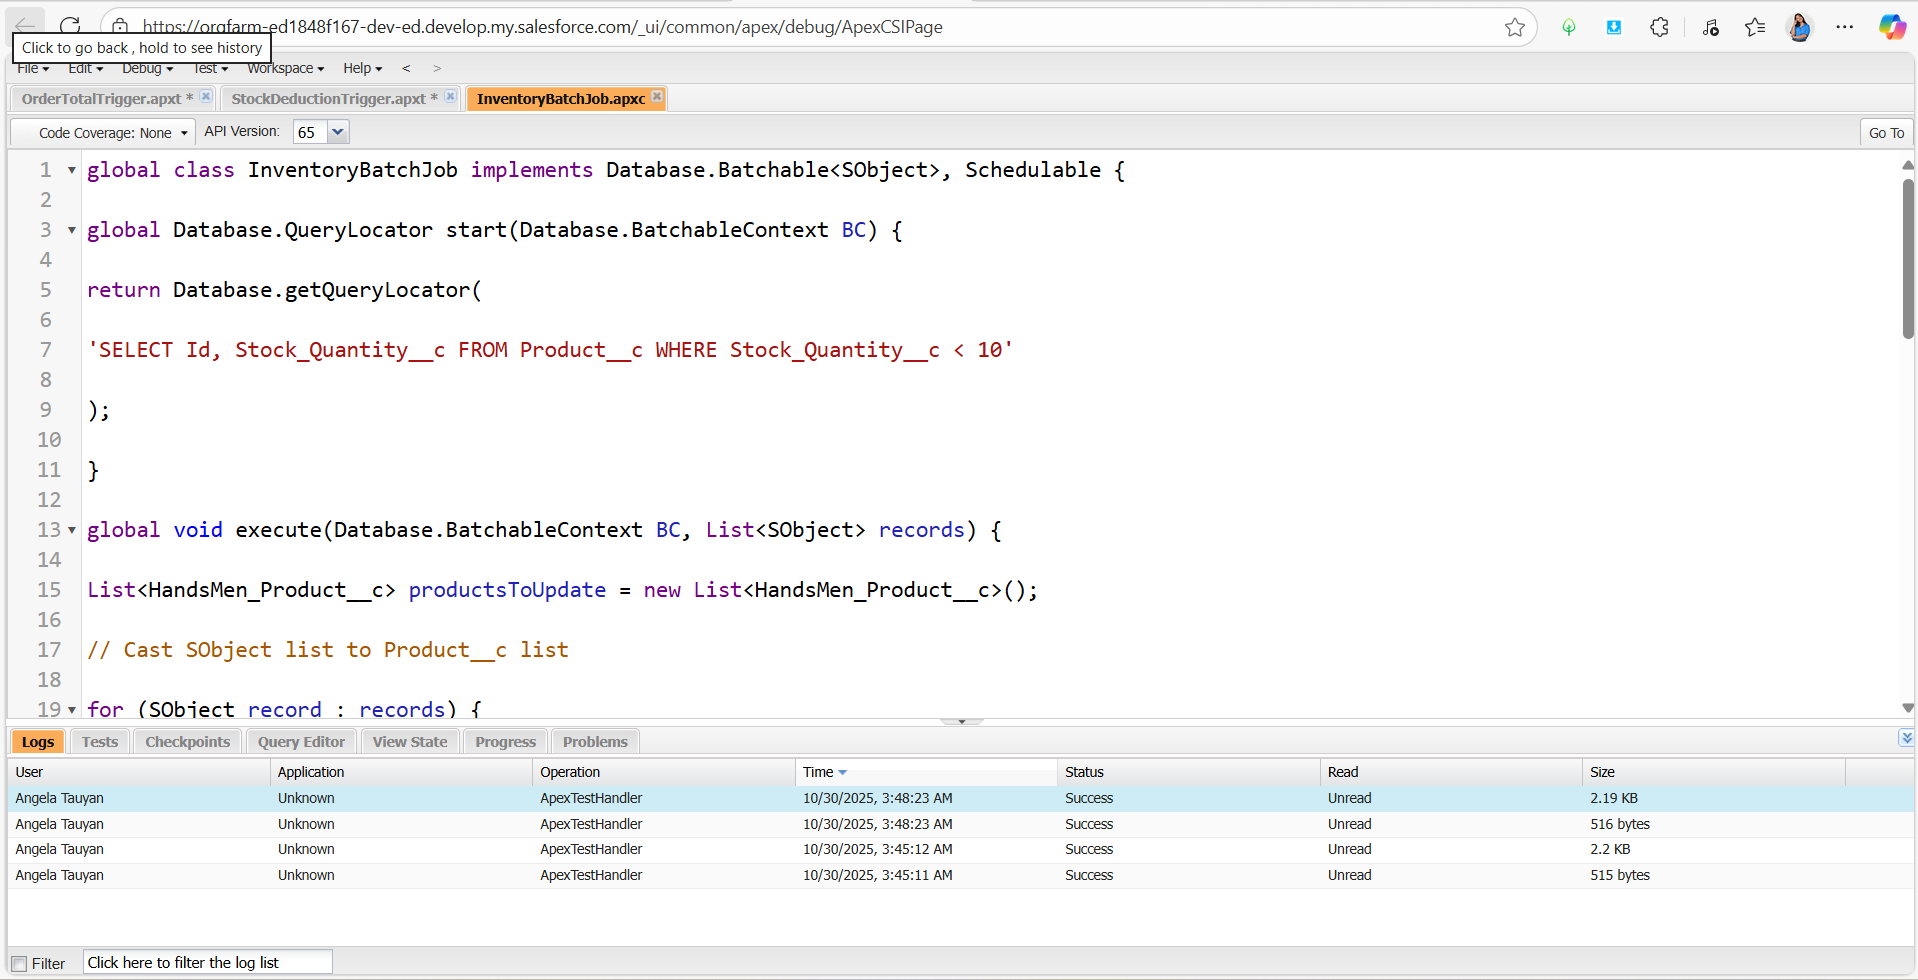 https://orgfarm-ed1848f167-dev-ed.develop.my.salesforce.com/_ui/common/apex/debug/ApexCSIPage
Click to go back , hold to see history
File Edit Debug Test Workspace Help < >
OrderTotalTrigger.apxt * StockDeductionTrigger.apxt * InventoryBatchJob.apxc
Code Coverage: None API Version: 65 Go To
1 global class InventoryBatchJob implements Database.Batchable<SObject>, Schedulable {
2
3 global Database.QueryLocator start(Database.BatchableContext BC) {
4
5 return Database.getQueryLocator(
6
7 'SELECT Id, Stock_Quantity__c FROM Product__c WHERE Stock_Quantity__c < 10'
8
9 );
10
11 }
12
13 global void execute(Database.BatchableContext BC, List<SObject> records) {
14
15 List<HandsMen_Product__c> productsToUpdate = new List<HandsMen_Product__c>();
16
17 // Cast SObject list to Product__c list
18
19 for (SObject record : records) {
Logs Tests Checkpoints Query Editor View State Progress Problems
User Application Operation Time Status Read Size
Angela Tauyan Unknown ApexTestHandler 10/30/2025, 3:48:23 AM Success Unread 2.19 KB
Angela Tauyan Unknown ApexTestHandler 10/30/2025, 3:48:23 AM Success Unread 516 bytes
Angela Tauyan Unknown ApexTestHandler 10/30/2025, 3:45:12 AM Success Unread 2.2 KB
Angela Tauyan Unknown ApexTestHandler 10/30/2025, 3:45:11 AM Success Unread 515 bytes
Filter Click here to filter the log list